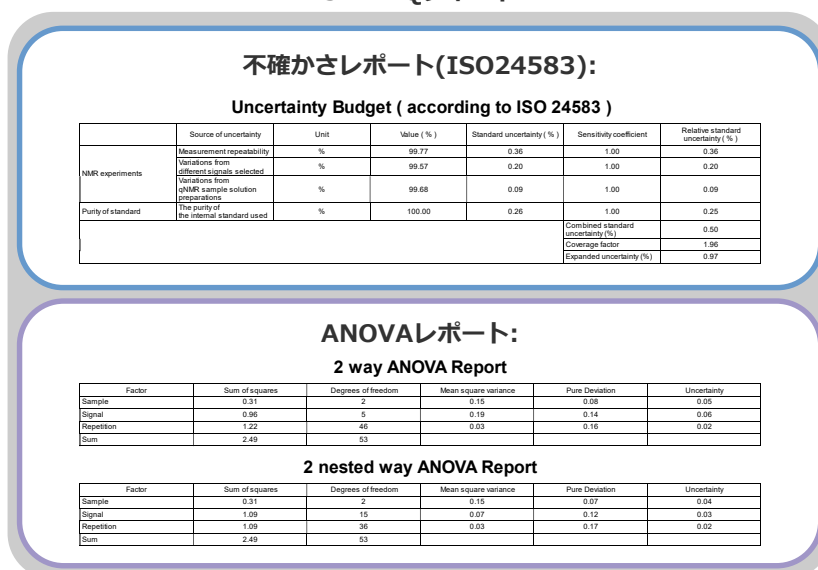 不確かさレポート(ISO24583):
Uncertainty Budget ( according to ISO 24583 )
Source of uncertainty Unit Value ( % ) Standard uncertainty ( % ) Sensitivity coefficient Relative standard uncertainty ( % )
NMR experiments Measurement repeatability % 99.77 0.36 1.00 0.36
Variations from different signals selected % 99.57 0.20 1.00 0.20
Variations from qNMR sample solution preparations % 99.68 0.09 1.00 0.09
Purity of standard The purity of the internal standard used % 100.00 0.26 1.00 0.25
Combined standard uncertainty (%) 0.50
Coverage factor 1.96
Expanded uncertainty (%) 0.97
ANOVAレポート:
2 way ANOVA Report
Factor Sum of squares Degrees of freedom Mean square variance Pure Deviation Uncertainty
Sample 0.31 2 0.15 0.08 0.05
Signal 0.96 5 0.19 0.14 0.06
Repetition 1.22 46 0.03 0.16 0.02
Sum 2.49 53
2 nested way ANOVA Report
Factor Sum of squares Degrees of freedom Mean square variance Pure Deviation Uncertainty
Sample 0.31 2 0.15 0.07 0.04
Signal 1.09 15 0.07 0.12 0.03
Repetition 1.09 36 0.03 0.17 0.02
Sum 2.49 53